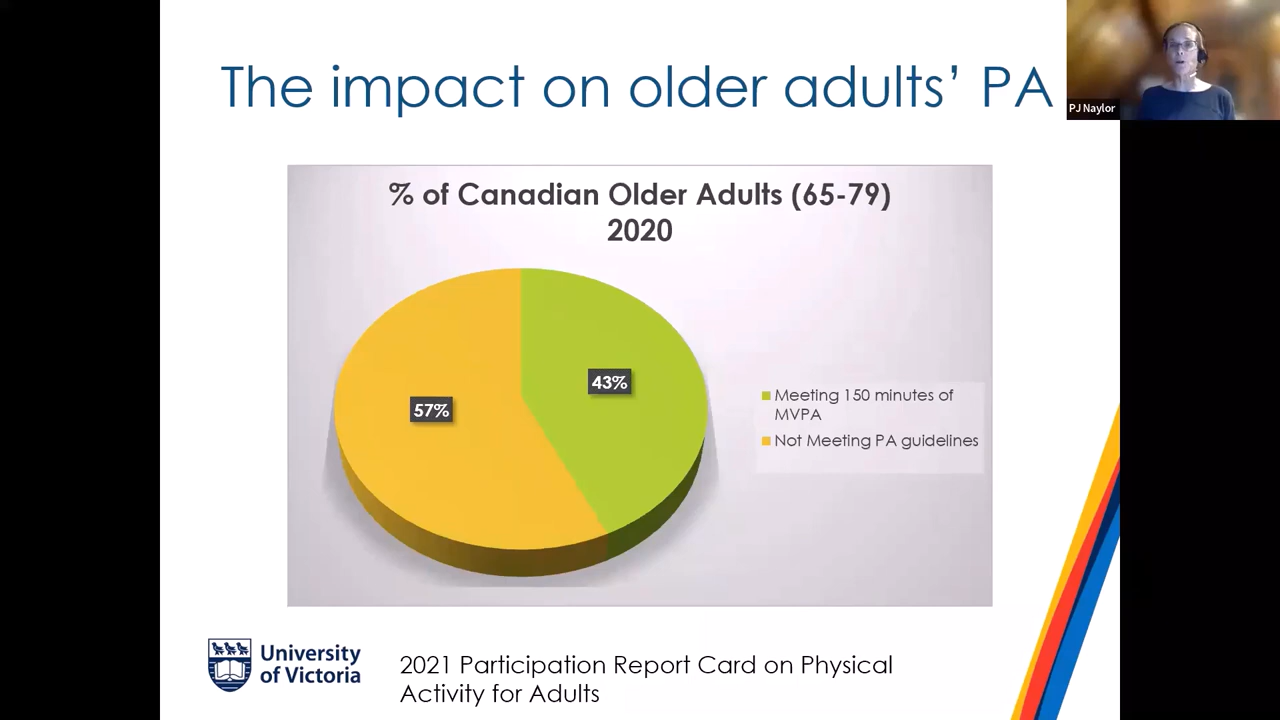 The impact on older adults’ PA
PJ Naylor
% of Canadian Older Adults (65-79)
2020
43%
57%
Meeting 150 minutes of
MVPA
Not Meeting PA guidelines
University
of Victoria
2021 Participation Report Card on Physical
Activity for Adults